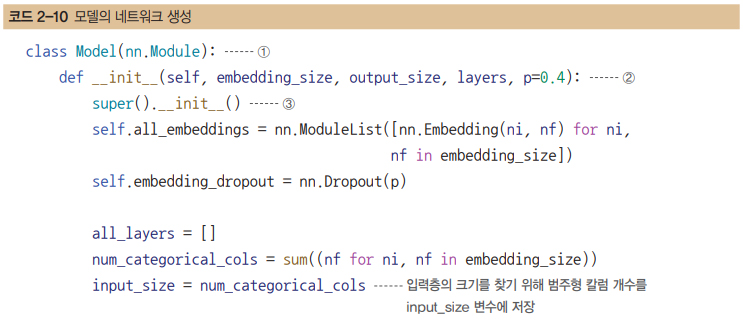 코드 2-10 모델의 네트워크 생성
class Model(nn.Module): ------ ①
def __init__(self, embedding_size, output_size, layers, p=0.4): ------ ②
super().__init__() ------ ③
self.all_embeddings = nn.ModuleList([nn.Embedding(ni, nf) for ni,
nf in embedding_size])
self.embedding_dropout = nn.Dropout(p)
all_layers = []
num_categorical_cols = sum((nf for ni, nf in embedding_size))
input_size = num_categorical_cols ------ 입력층의 크기를 찾기 위해 범주형 칼럼 개수를
input_size 변수에 저장